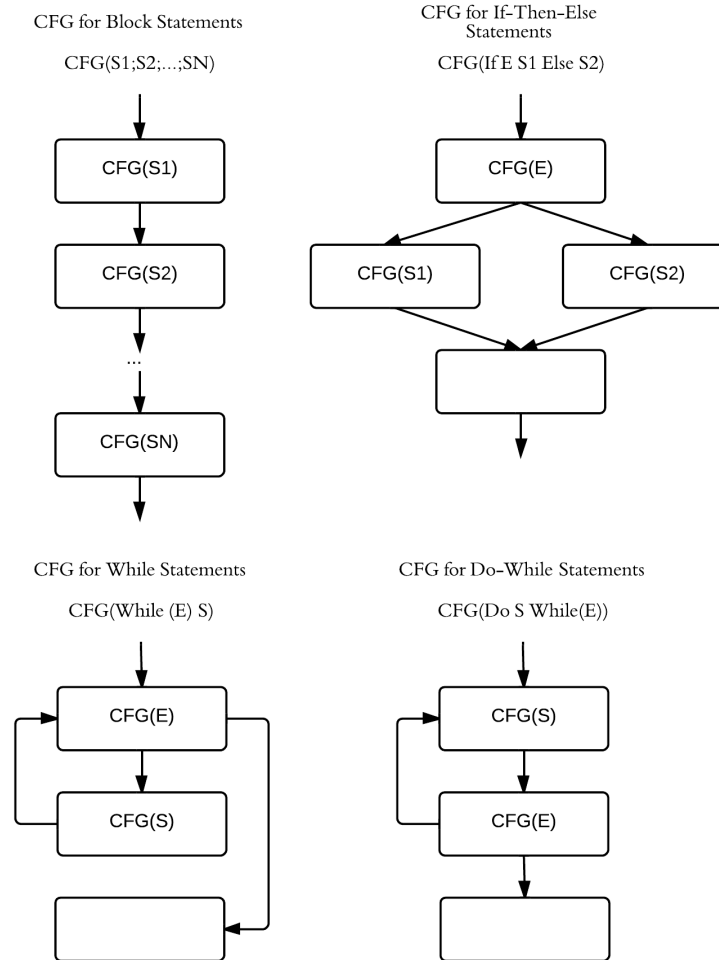 CFG for Block Statements
CFG(S1;S2;...;SN)
CFG(S1)
CFG(S2)
...
CFG(SN)
CFG for If-Then-Else
Statements
CFG(If E S1 Else S2)
CFG(E)
CFG(S1)
CFG(S2)
CFG for While Statements
CFG(While (E) S)
CFG(E)
CFG(S)
CFG for Do-While Statements
CFG(Do S While(E))
CFG(S)
CFG(E)